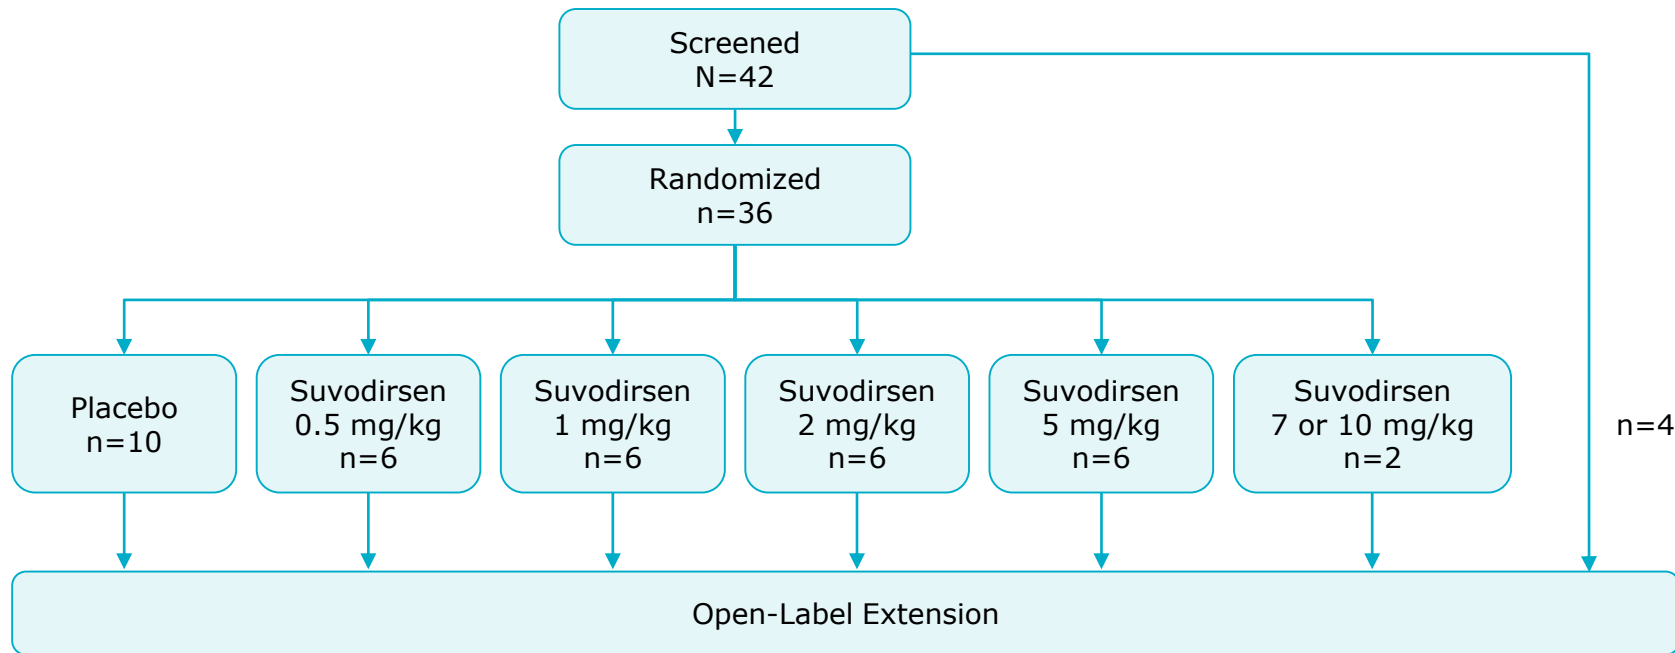 Screened
N=42
Randomized
n=36
Placebo
n=10
Suvodirsen
0.5 mg/kg
n=6
Suvodirsen
1 mg/kg
n=6
Suvodirsen
2 mg/kg
n=6
Suvodirsen
5 mg/kg
n=6
Suvodirsen
7 or 10 mg/kg
n=2
n=4
Open-Label Extension